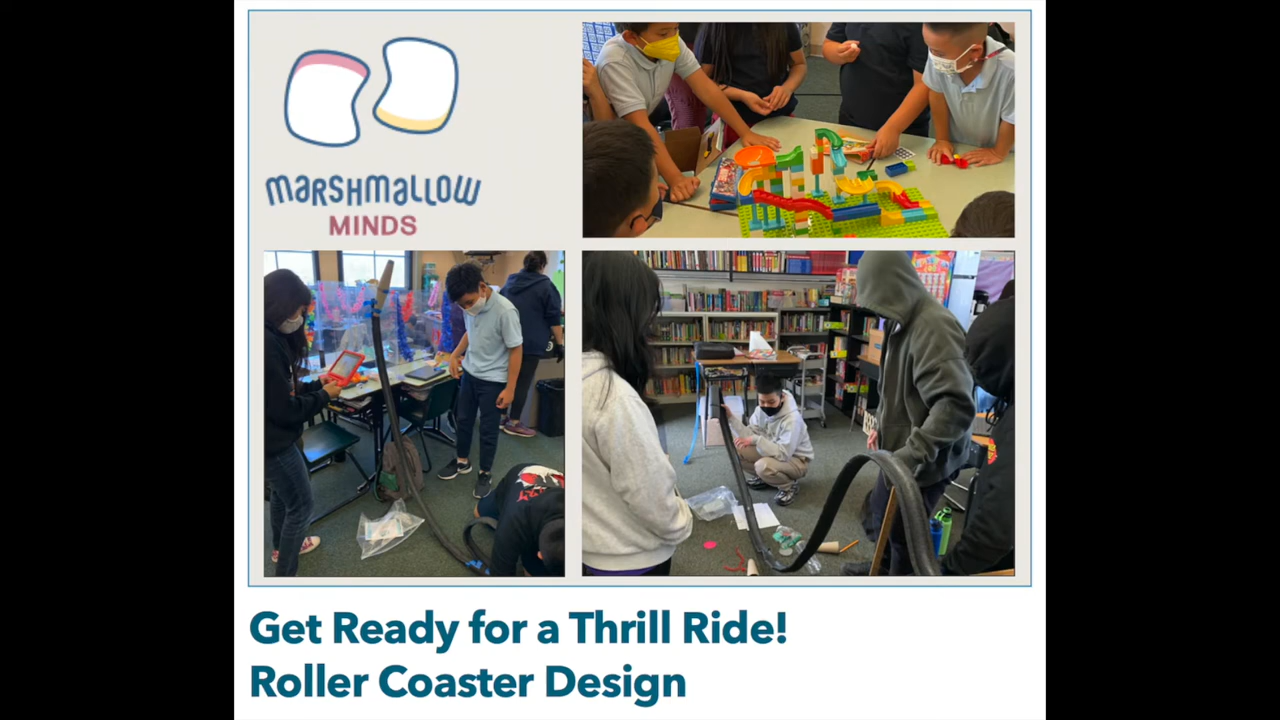 marshmallow
MINDS
Get Ready for a Thrill Ride!
Roller Coaster Design